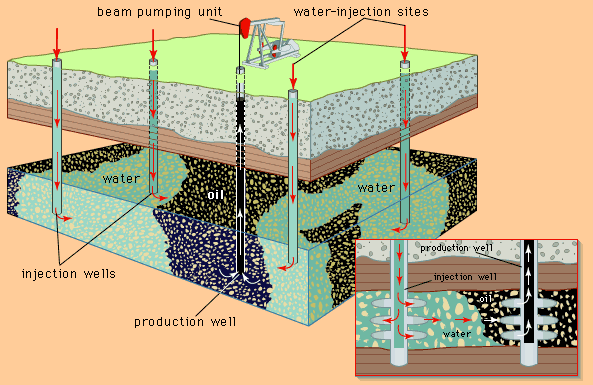 beam pumping unit
water-injection sites
water
oil
water
injection wells
production well
production well
injection well
oil
water